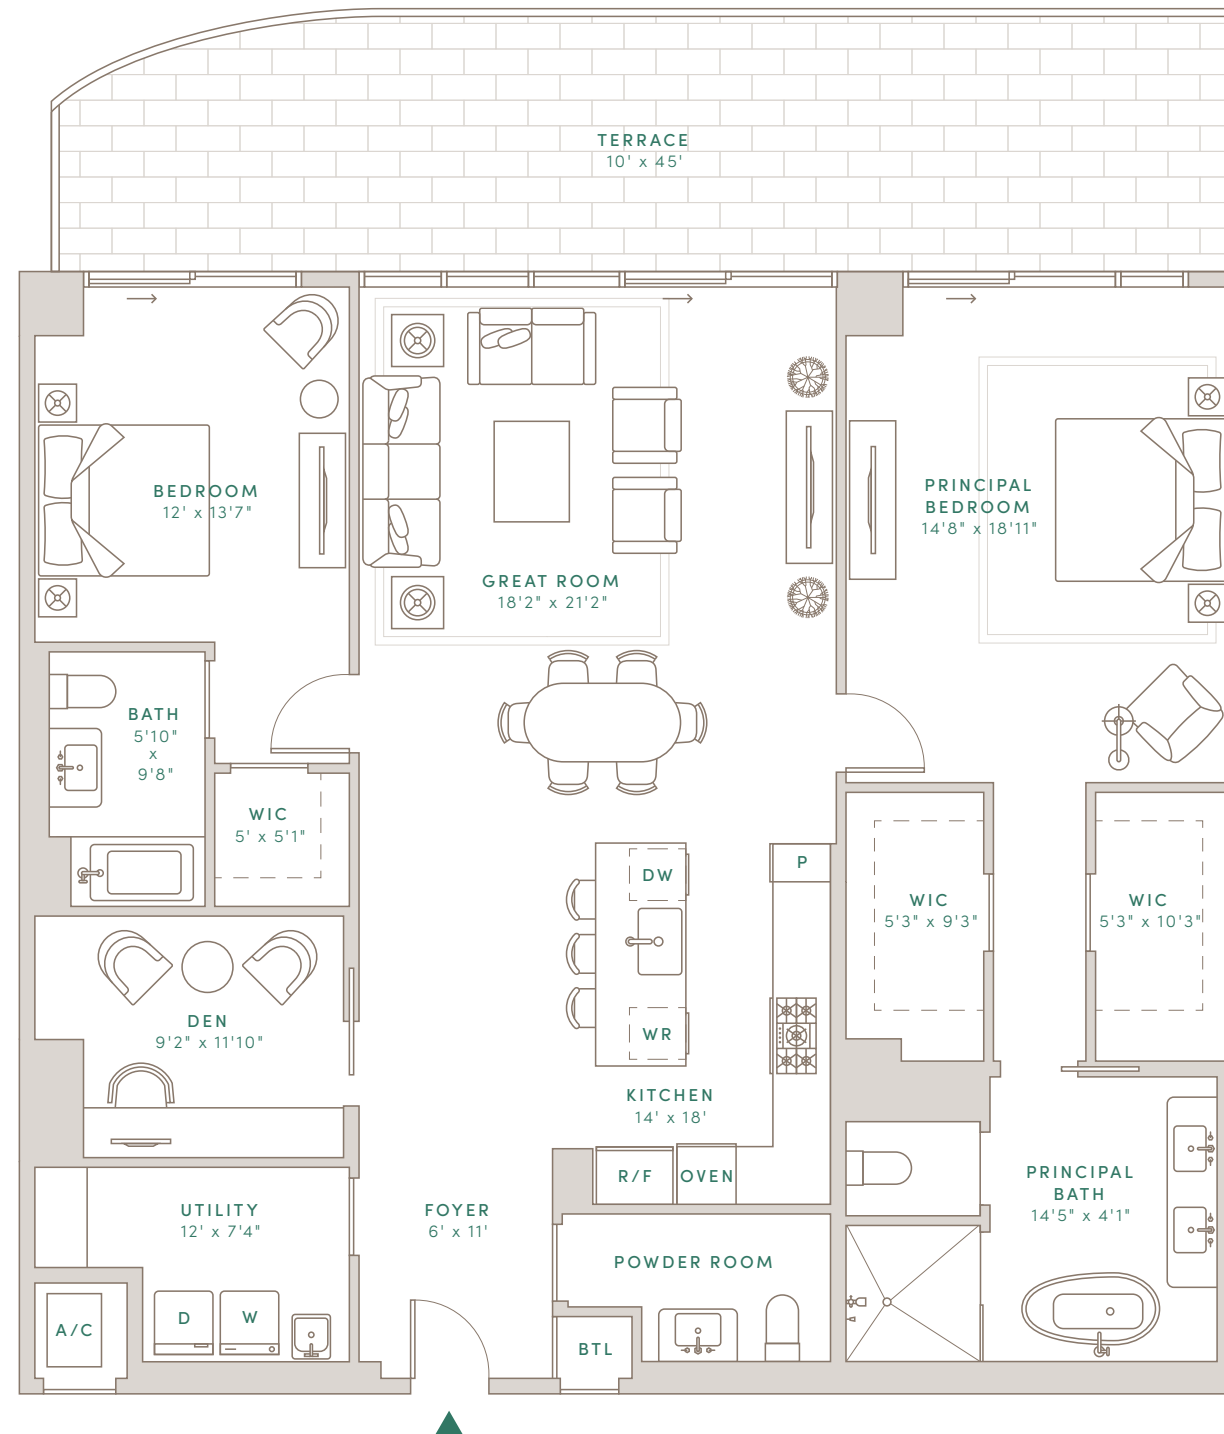 TERRACE
10' x 45'
BEDROOM
12' x 13'7"
GREAT ROOM
18'2" x 21'2"
PRINCIPAL
BEDROOM
14'8" x 18'11"
BATH
5'10"
x
9'8"
WIC
5' x 5'1"
DW
P
WIC
5'3" x 9'3"
WIC
5'3" x 10'3"
DEN
9'2" x 11'10"
WR
KITCHEN
14' x 18'
R/F
OVEN
PRINCIPAL
BATH
14'5" x 4'1"
UTILITY
12' x 7'4"
FOYER
6' x 11'
POWDER ROOM
A/C
D
W
BTL